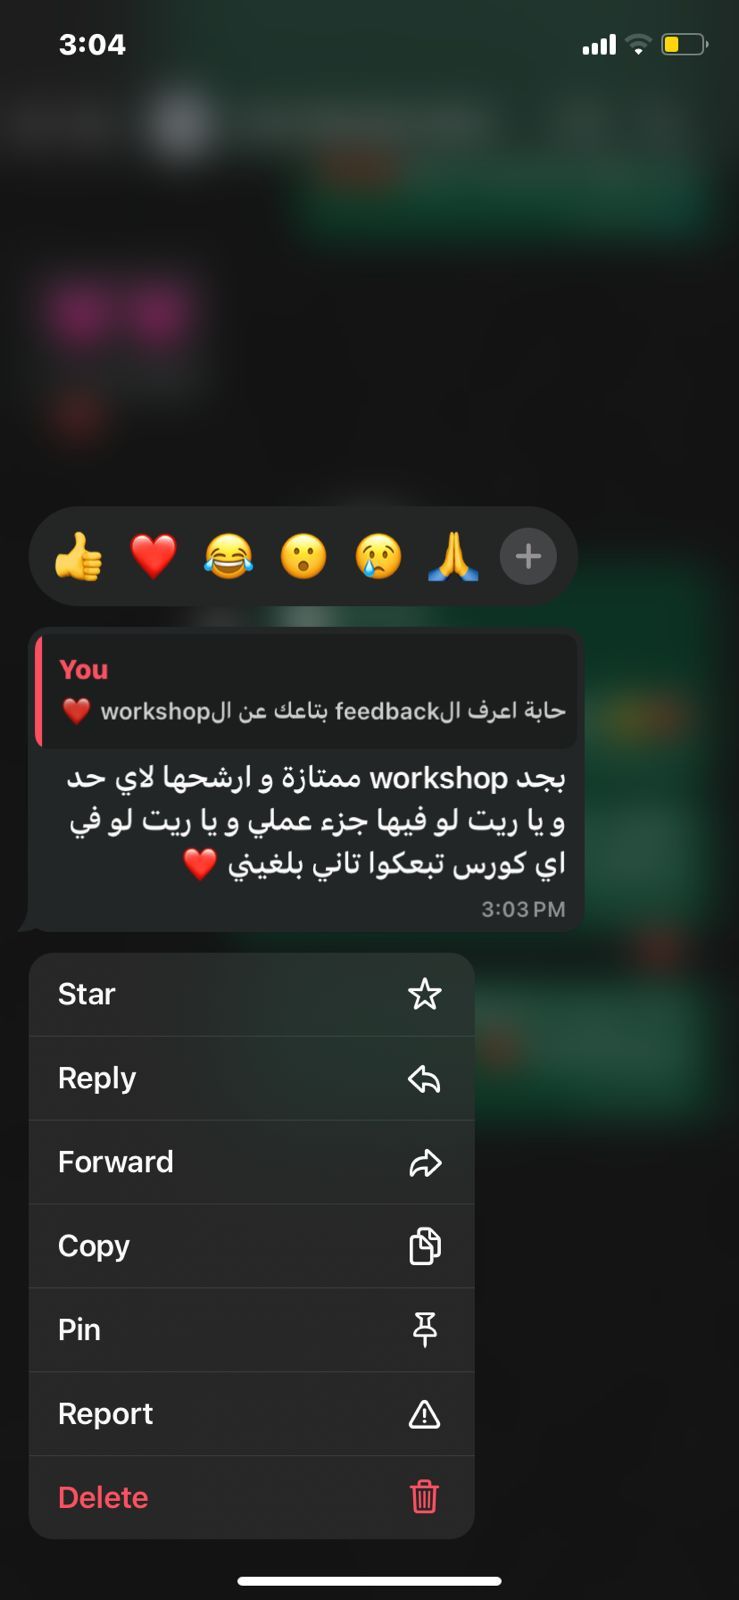 3:04
👍 ❤️ 😂 😮 😢 🙏 +
You
حابة اعرف الfeedback بتاعك عن الworkshop ❤️
بجد workshop ممتازة و ارشحها لاي حد
و يا ريت لو فيها جزء عملي و يا ريت لو في
اي كورس تبعكوا تاني بلغيني ❤️
3:03 PM
Star
Reply
Forward
Copy
Pin
Report
Delete